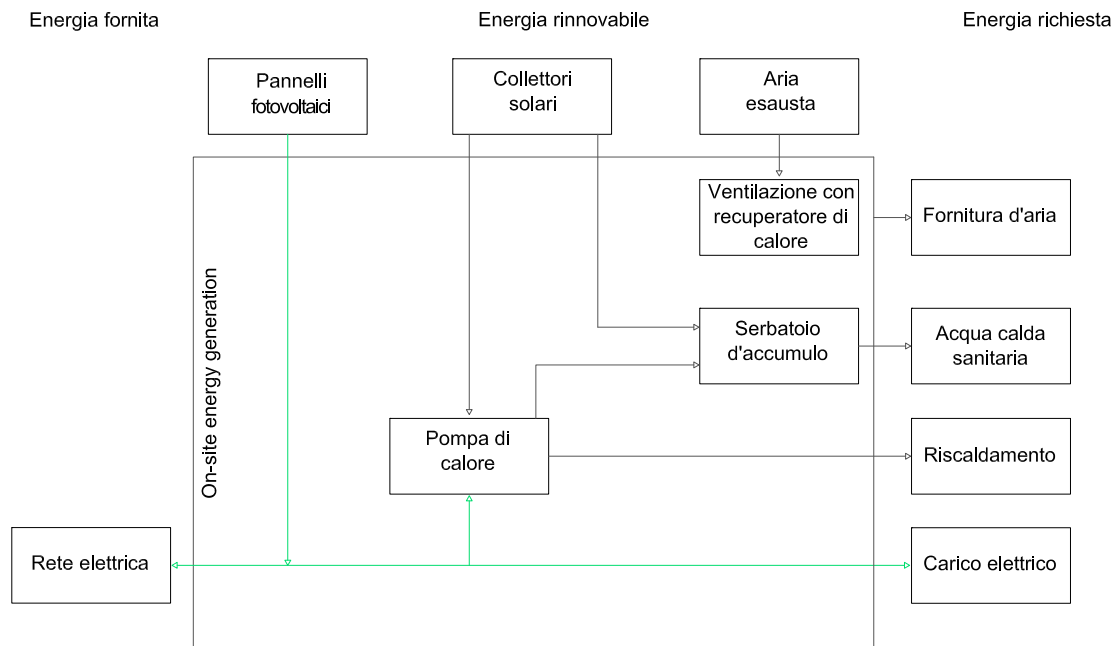 Energia fornita
Energia rinnovabile
Energia richiesta
Pannelli
fotovoltaici
Collettori
solari
Aria
esausta
Ventilazione con
recuperatore di
calore
Fornitura d'aria
On-site energy generation
Serbatoio
d'accumulo
Acqua calda
sanitaria
Pompa di
calore
Riscaldamento
Rete elettrica
Carico elettrico